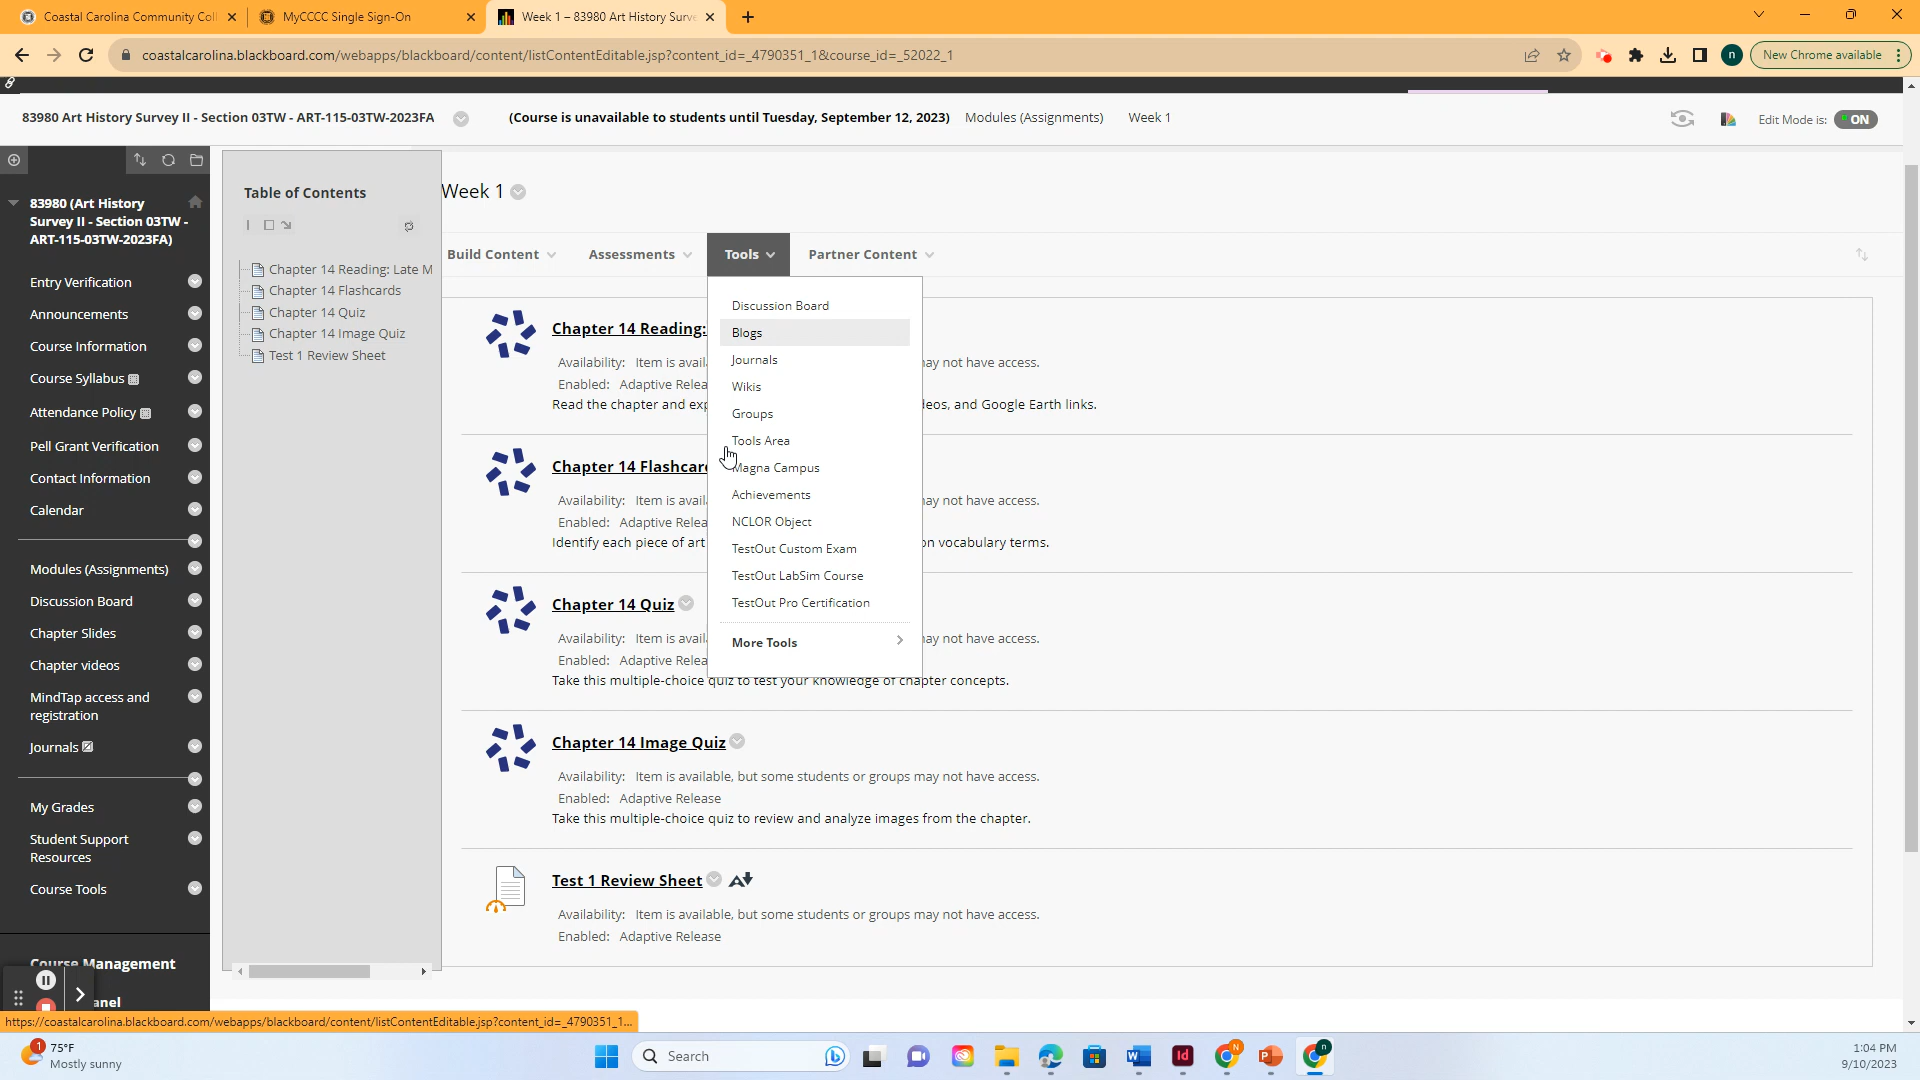 Coastal Carolina Community Coll
MyCCCC Single Sign-On
Week 1 – 83980 Art History Surve
coastalcarolina.blackboard.com/webapps/blackboard/content/listContentEditable.jsp?content_id=_4790351_1&course_id=_52022_1
n
New Chrome available
83980 Art History Survey II - Section 03TW - ART-115-03TW-2023FA
(Course is unavailable to students until Tuesday, September 12, 2023)
Modules (Assignments)
Week 1
Edit Mode is:
ON
83980 (Art History
Survey II - Section 03TW -
ART-115-03TW-2023FA)
Entry Verification
Announcements
Course Information
Course Syllabus
Attendance Policy
Pell Grant Verification
Contact Information
Calendar
Modules (Assignments)
Discussion Board
Chapter Slides
Chapter videos
MindTap access and
registration
Journals
My Grades
Student Support
Resources
Course Tools
Course Management
anel
Table of Contents
Chapter 14 Reading: Late M
Chapter 14 Flashcards
Chapter 14 Quiz
Chapter 14 Image Quiz
Test 1 Review Sheet
Week 1
Build Content
Assessments
Tools
Partner Content
Discussion Board
Blogs
Journals
Wikis
Groups
Tools Area
Magna Campus
Achievements
NCLOR Object
TestOut Custom Exam
TestOut LabSim Course
TestOut Pro Certification
More Tools
Chapter 14 Reading:
Availability: Item is avail
ay not have access.
Enabled: Adaptive Relea
Read the chapter and exp
deos, and Google Earth links.
Chapter 14 Flashcard
Availability: Item is avail
ay not have access.
Enabled: Adaptive Relea
Identify each piece of art
on vocabulary terms.
Chapter 14 Quiz
Availability: Item is avail
ay not have access.
Enabled: Adaptive Relea
Take this multiple-choice quiz to test your knowledge of chapter concepts.
Chapter 14 Image Quiz
Availability: Item is available, but some students or groups may not have access.
Enabled: Adaptive Release
Take this multiple-choice quiz to review and analyze images from the chapter.
Test 1 Review Sheet
Availability: Item is available, but some students or groups may not have access.
Enabled: Adaptive Release
https://coastalcarolina.blackboard.com/webapps/blackboard/content/listContentEditable.jsp?content_id=_4790351_1...
1
75°F
Mostly sunny
Search
W
Id
N
P
n
1:04 PM
9/10/2023